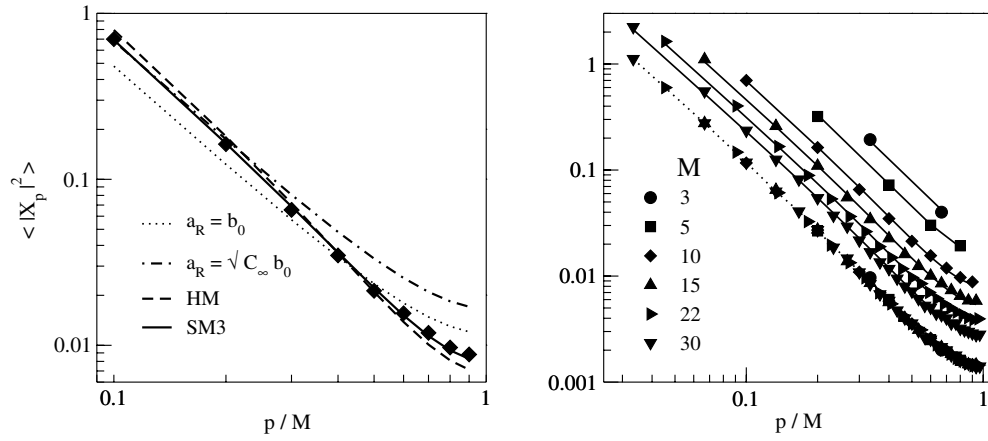 1
0.1
0.01
0.1
1
p / M
< |X_p|^2 >
a_R = b_0
a_R = √ C_∞ b_0
HM
SM3
1
0.1
0.01
0.001
0.1
1
p / M
M
3
5
10
15
22
30